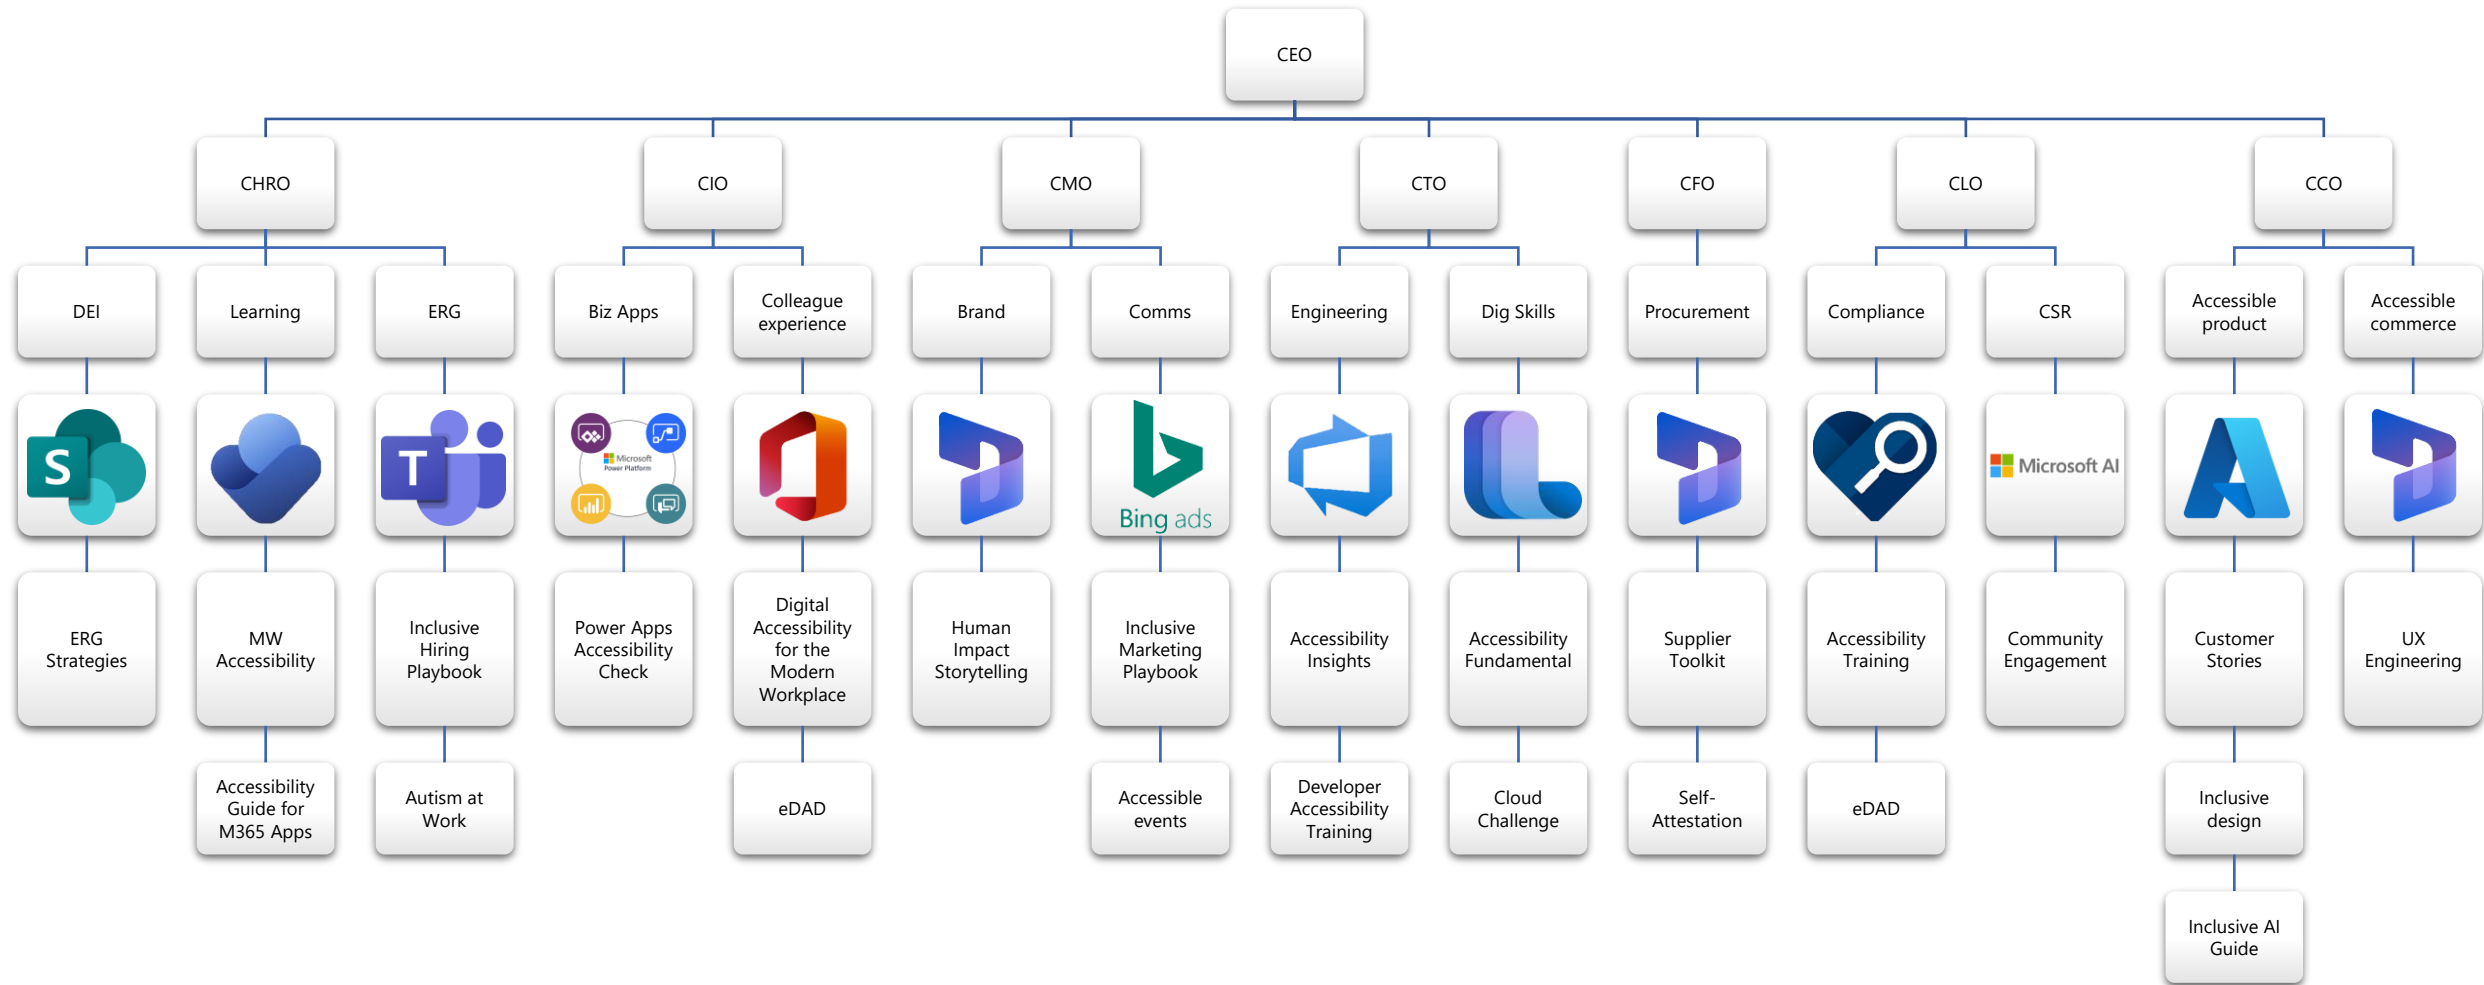 CEO
CHRO
CIO
CMO
CTO
CFO
CLO
CCO
DEI
Learning
ERG
Biz Apps
Colleague
experience
Brand
Comms
Engineering
Dig Skills
Procurement
Compliance
CSR
Accessible
product
Accessible
commerce
S
T
Microsoft
Power Platform
Bing ads
Microsoft AI
ERG
Strategies
MW
Accessibility
Inclusive
Hiring
Playbook
Power Apps
Accessibility
Check
Digital
Accessibility
for the
Modern
Workplace
Human
Impact
Storytelling
Inclusive
Marketing
Playbook
Accessibility
Insights
Accessibility
Fundamental
Supplier
Toolkit
Accessibility
Training
Community
Engagement
Customer
Stories
UX
Engineering
Accessibility
Guide for
M365 Apps
Autism at
Work
eDAD
Accessible
events
Developer
Accessibility
Training
Cloud
Challenge
Self-
Attestation
eDAD
Inclusive
design
Inclusive AI
Guide